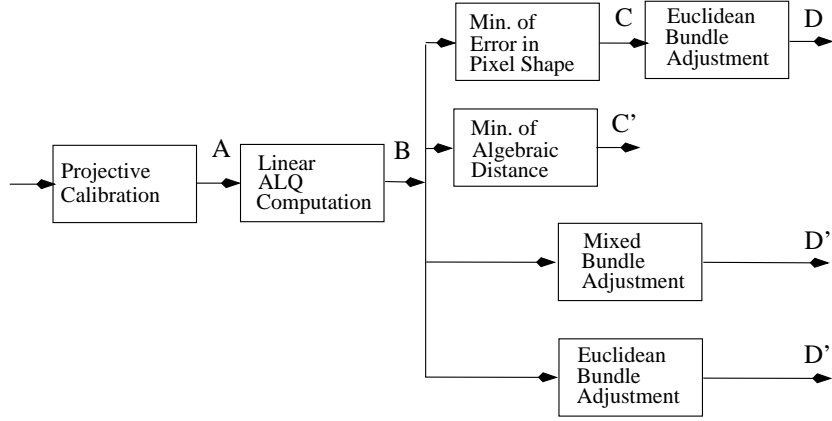 Min. of
Error in
Pixel Shape
C
Euclidean
Bundle
Adjustment
D
Min. of
Algebraic
Distance
C'
Projective
Calibration
A
Linear
ALQ
Computation
B
Mixed
Bundle
Adjustment
D'
Euclidean
Bundle
Adjustment
D'